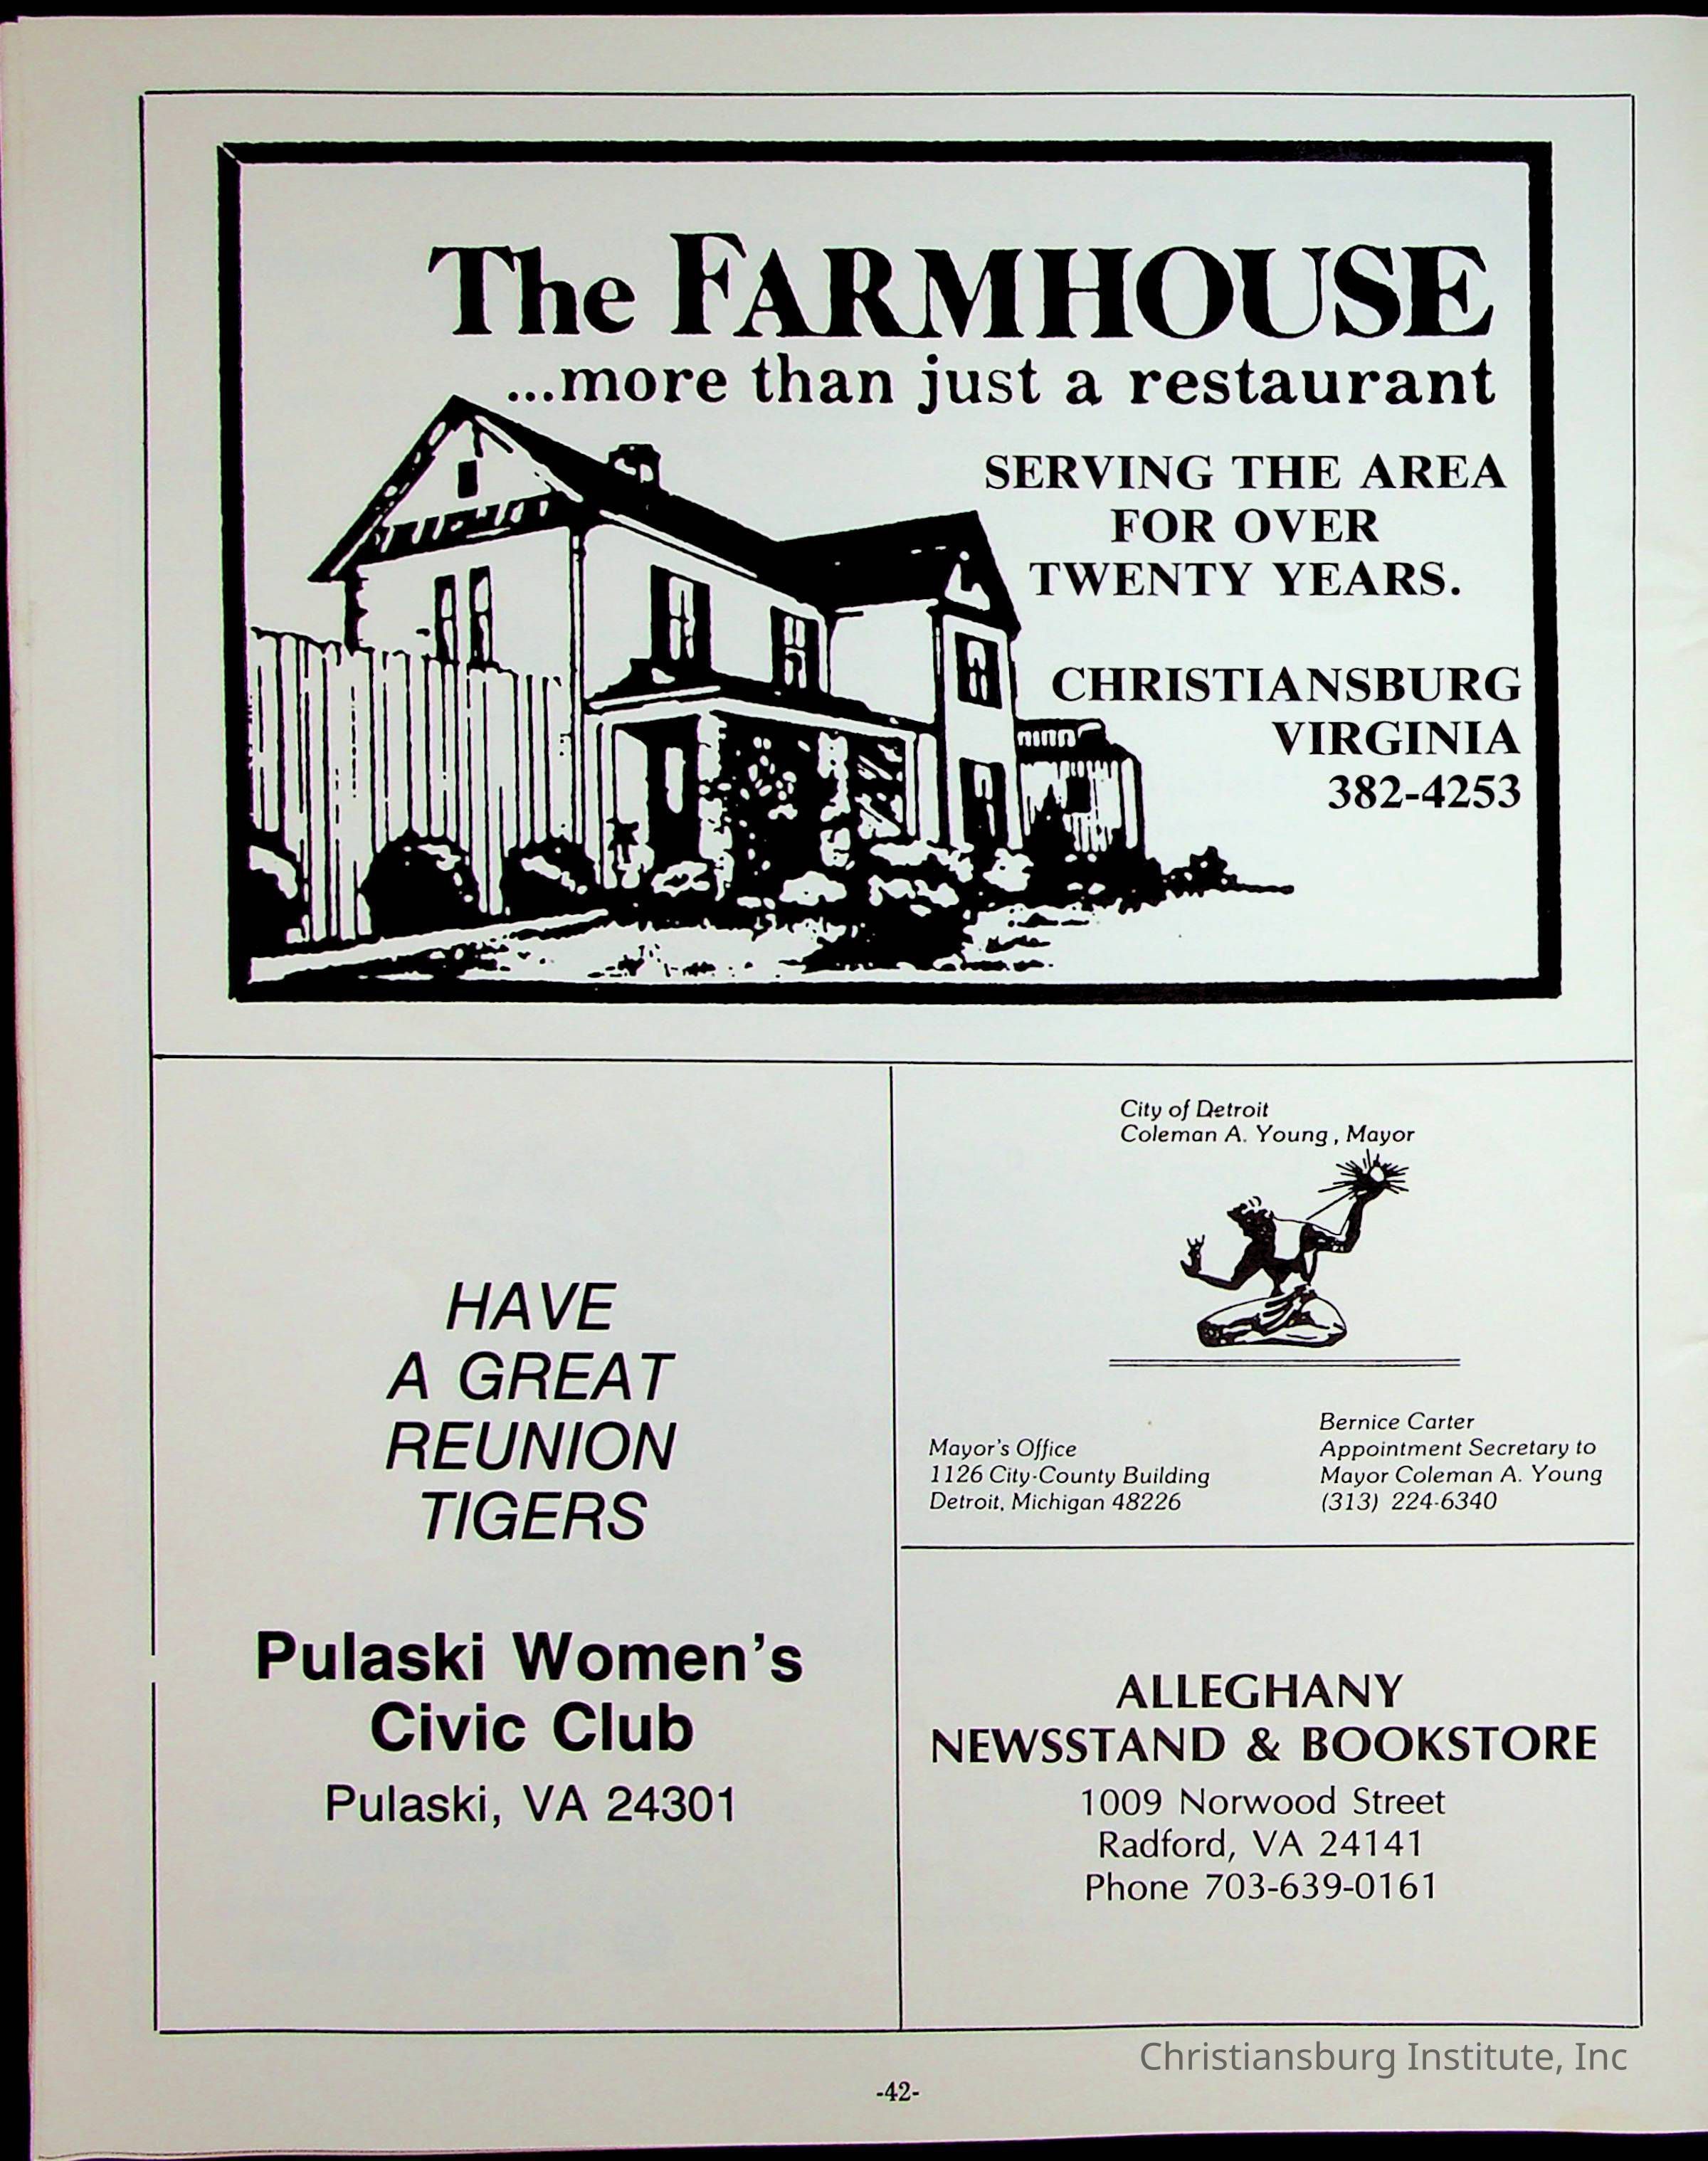 The FARMHOUSE
...more than just a restaurant
SERVING THE AREA
FOR OVER
TWENTY YEARS.
CHRISTIANSBURG
VIRGINIA
382-4253
HAVE
A GREAT
REUNION
TIGERS
Pulaski Women's
Civic Club
Pulaski, VA 24301
City of Detroit
Coleman A. Young, Mayor
Mayor's Office
1126 City-County Building
Detroit, Michigan 48226
Bernice Carter
Appointment Secretary to
Mayor Coleman A. Young
(313) 224-6340
ALLEGHANY
NEWSSTAND & BOOKSTORE
1009 Norwood Street
Radford, VA 24141
Phone 703-639-0161
Christiansburg Institute, Inc
-42-